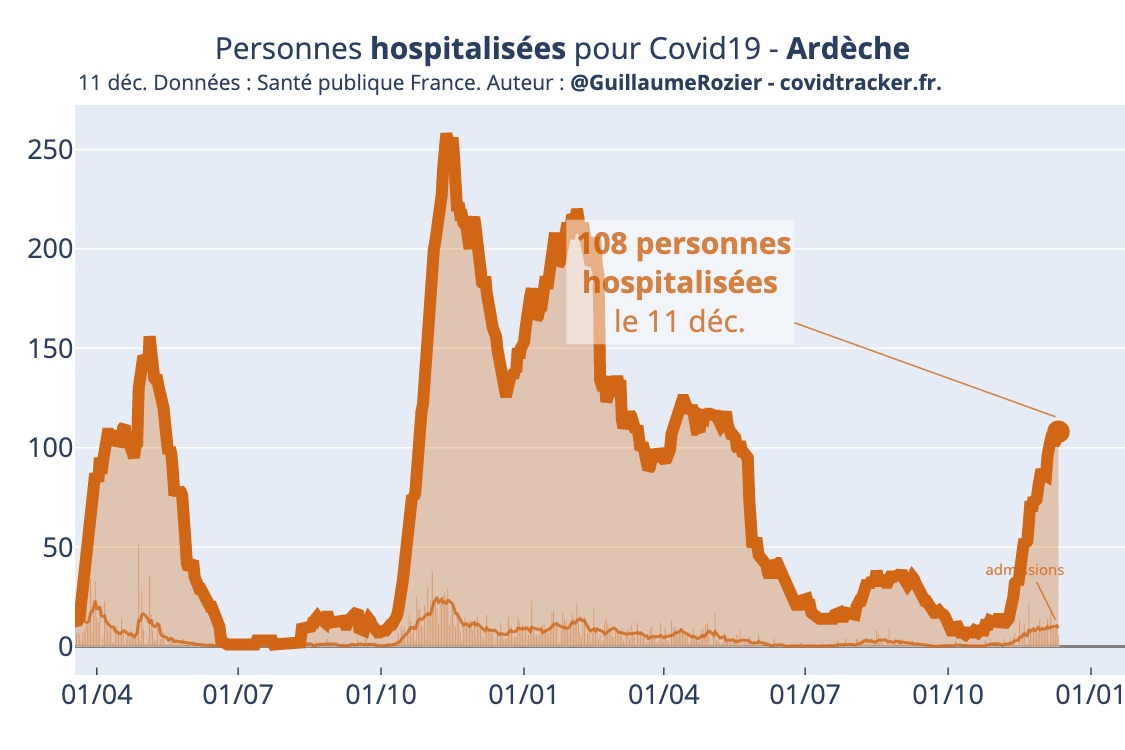 Personnes hospitalisées pour Covid19 - Ardèche
11 déc. Données : Santé publique France. Auteur : @GuillaumeRozier - covidtracker.fr.
250
200
150
100
50
0
108 personnes
hospitalisées
le 11 déc.
admissions
01/04 01/07 01/10 01/01 01/04 01/07 01/10 01/01